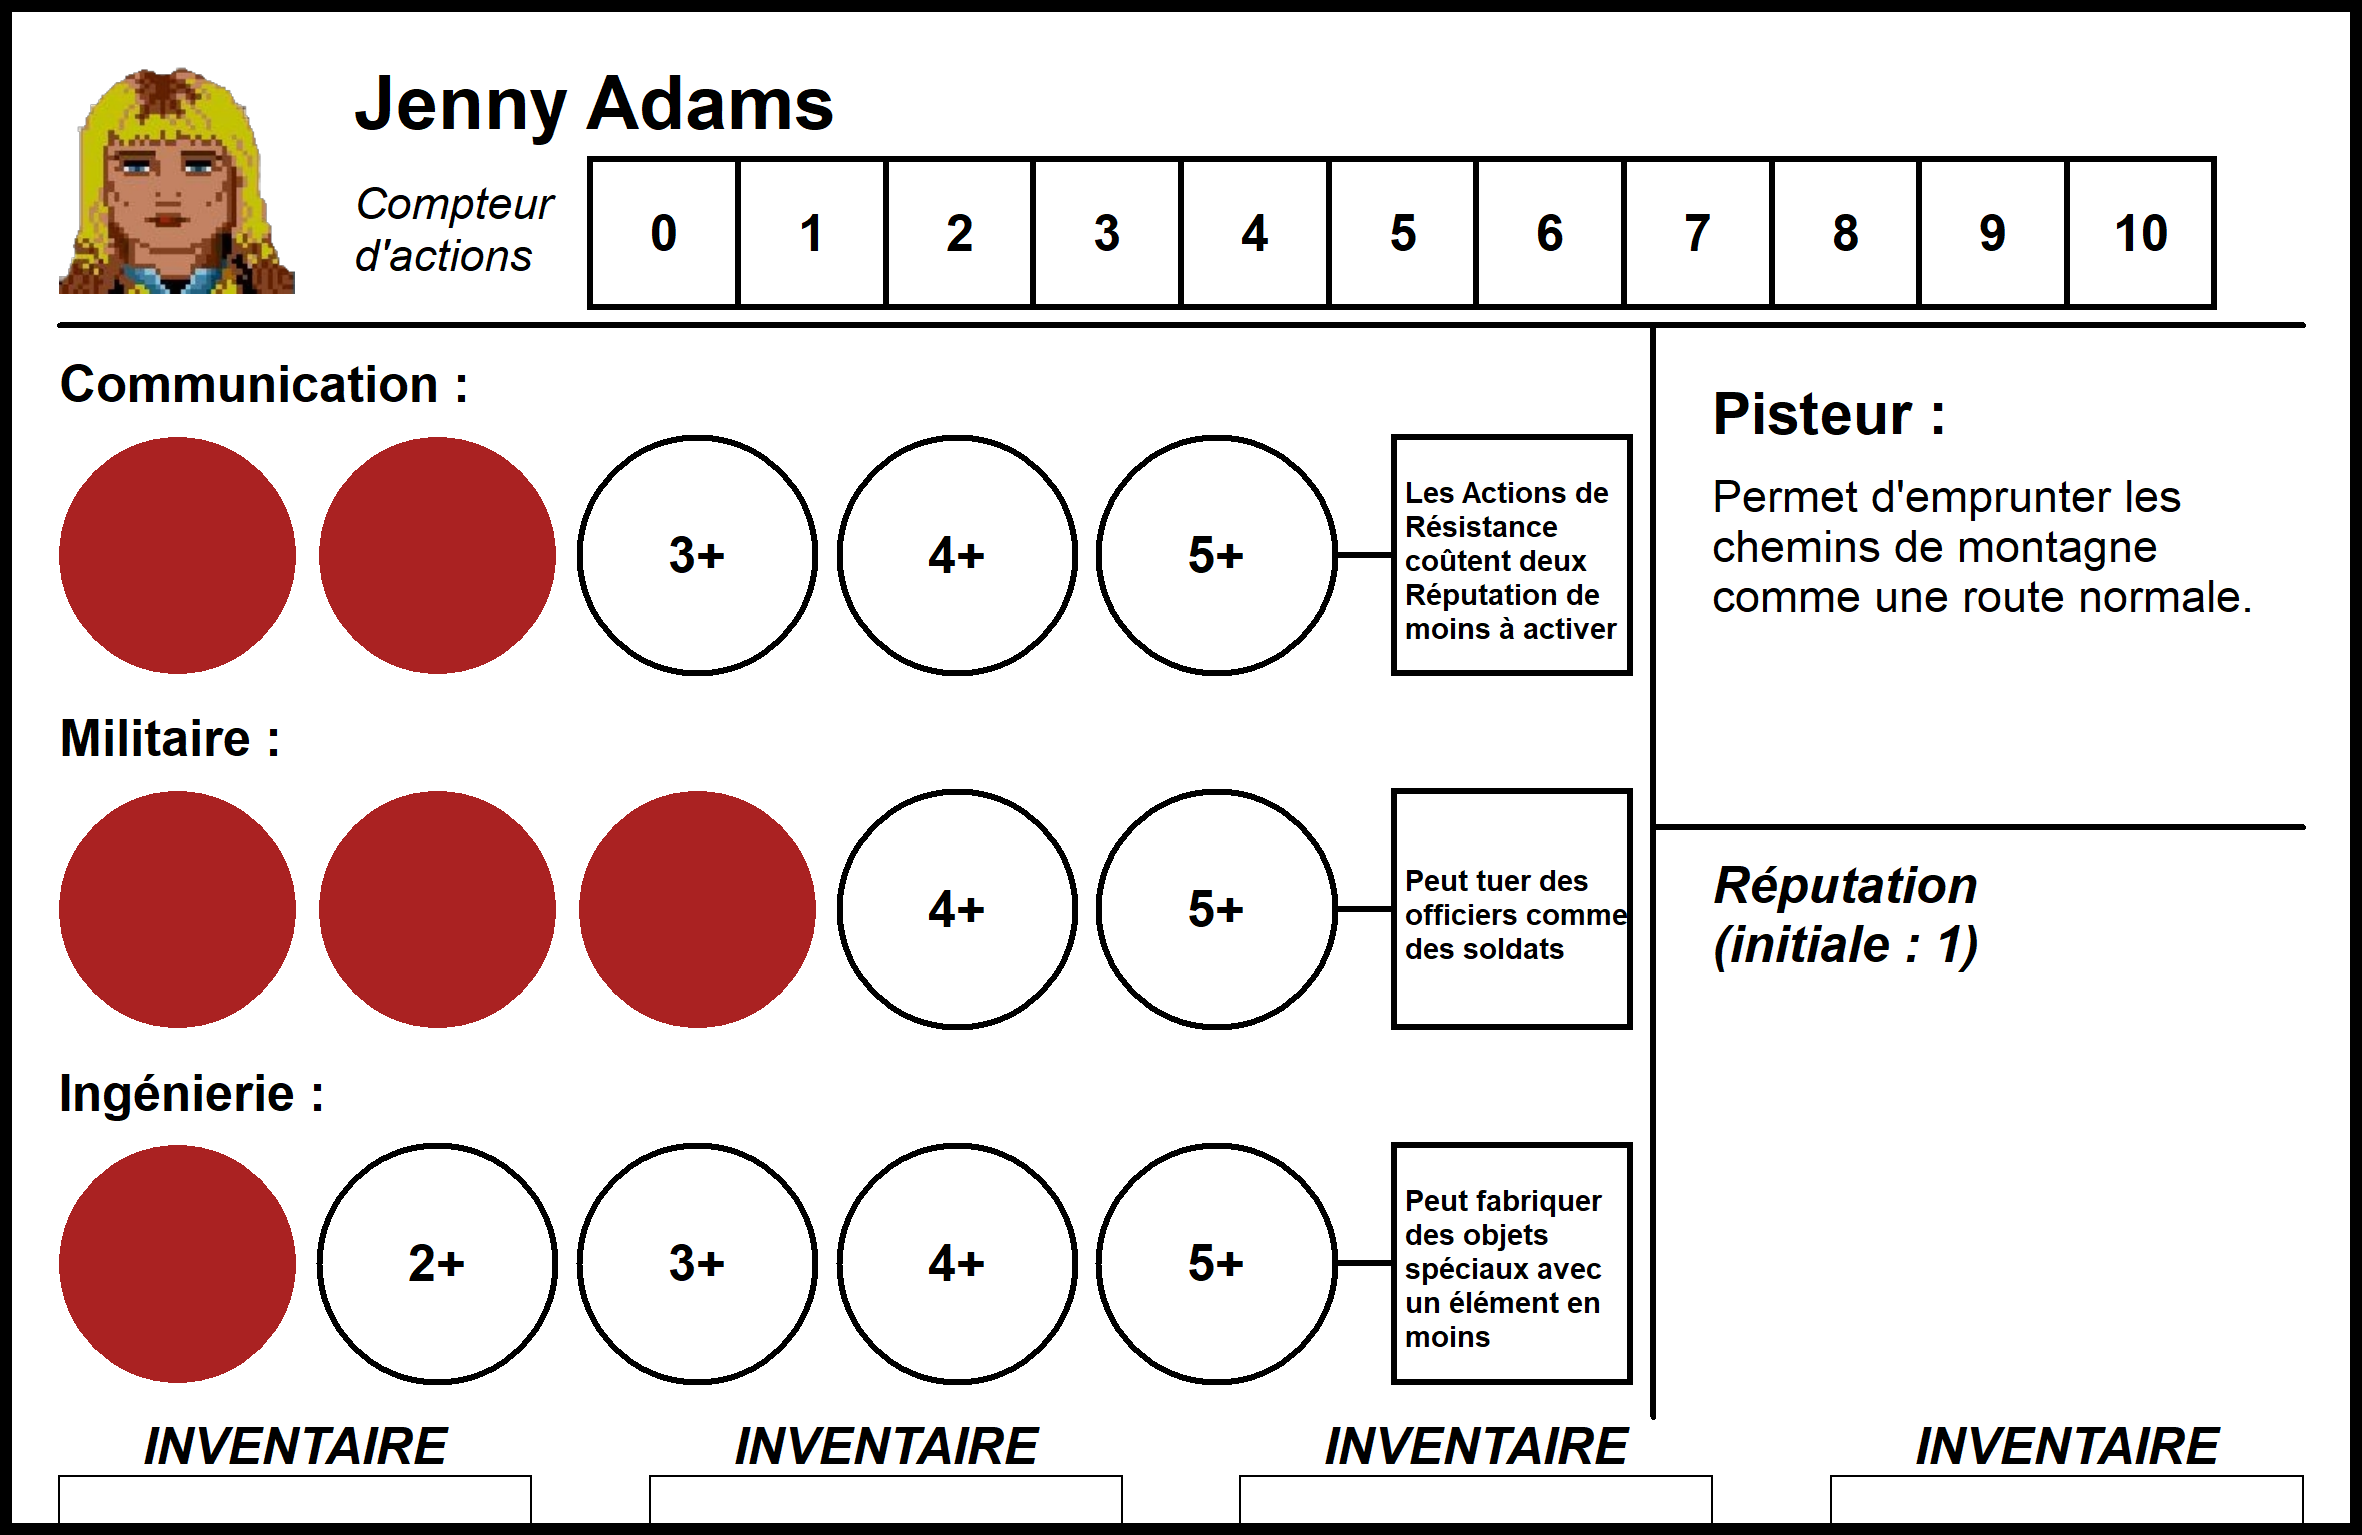 Jenny Adams
Compteur
d'actions
0 1 2 3 4 5 6 7 8 9 10
Communication :
3+ 4+ 5+
Les Actions de
Résistance
coûtent deux
Réputation de
moins à activer
Militaire :
4+ 5+
Peut tuer des
officiers comme
des soldats
Ingénierie :
2+ 3+ 4+ 5+
Peut fabriquer
des objets
spéciaux avec
un élément en
moins
Pisteur :
Permet d'emprunter les
chemins de montagne
comme une route normale.
Réputation
(initiale : 1)
INVENTAIRE INVENTAIRE INVENTAIRE INVENTAIRE